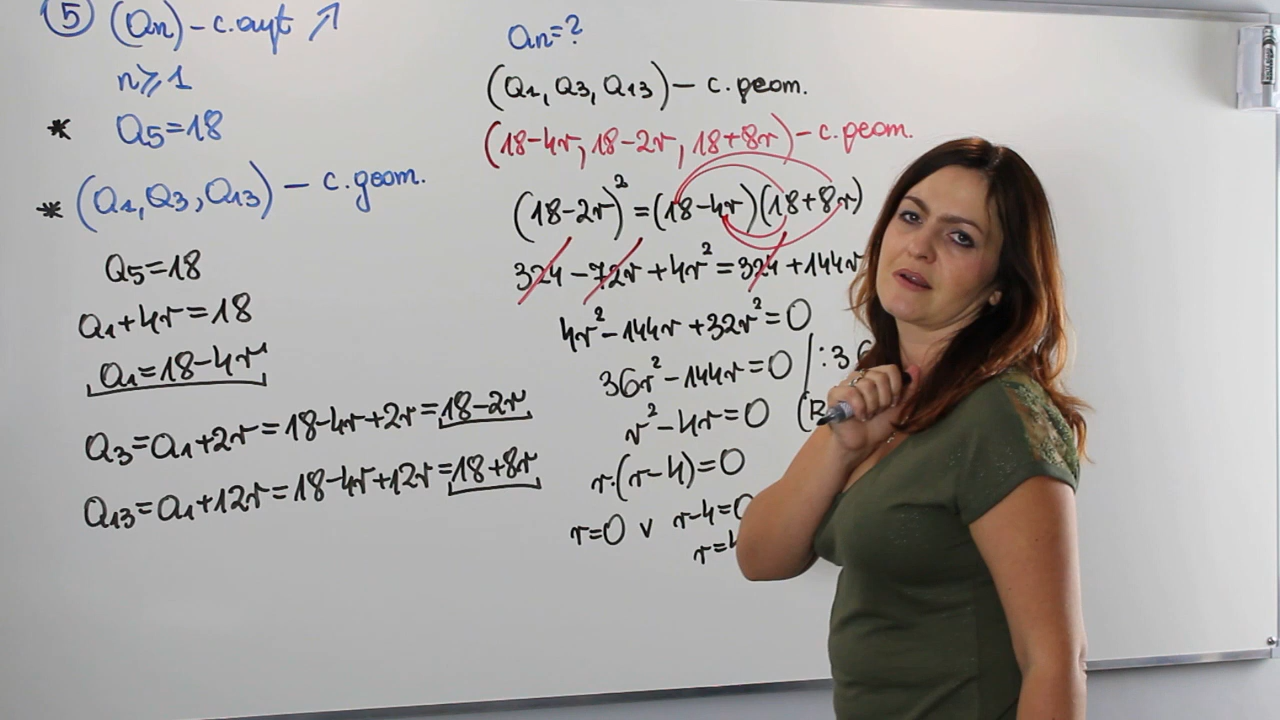 ⑤ (an) – c. aryt ↗
n ≥ 1
* a5=18
* (a1, a3, a13) – c. geom.
a5=18
a1+4r=18
a1=18-4r
a3=a1+2r=18-4r+2r=18-2r
a13=a1+12r=18-4r+12r=18+8r
an=?
(a1, a3, a13) – c. geom.
(18-4r, 18-2r, 18+8r) – c. geom.
(18-2r)²=(18-4r)(18+8r)
324-72r+4r²=324+144r
4r²-144r+32r²=0
36r²-144r=0 /:36
r²-4r=0 (R
r·(r-4)=0
r=0 v r-4=0
r=4